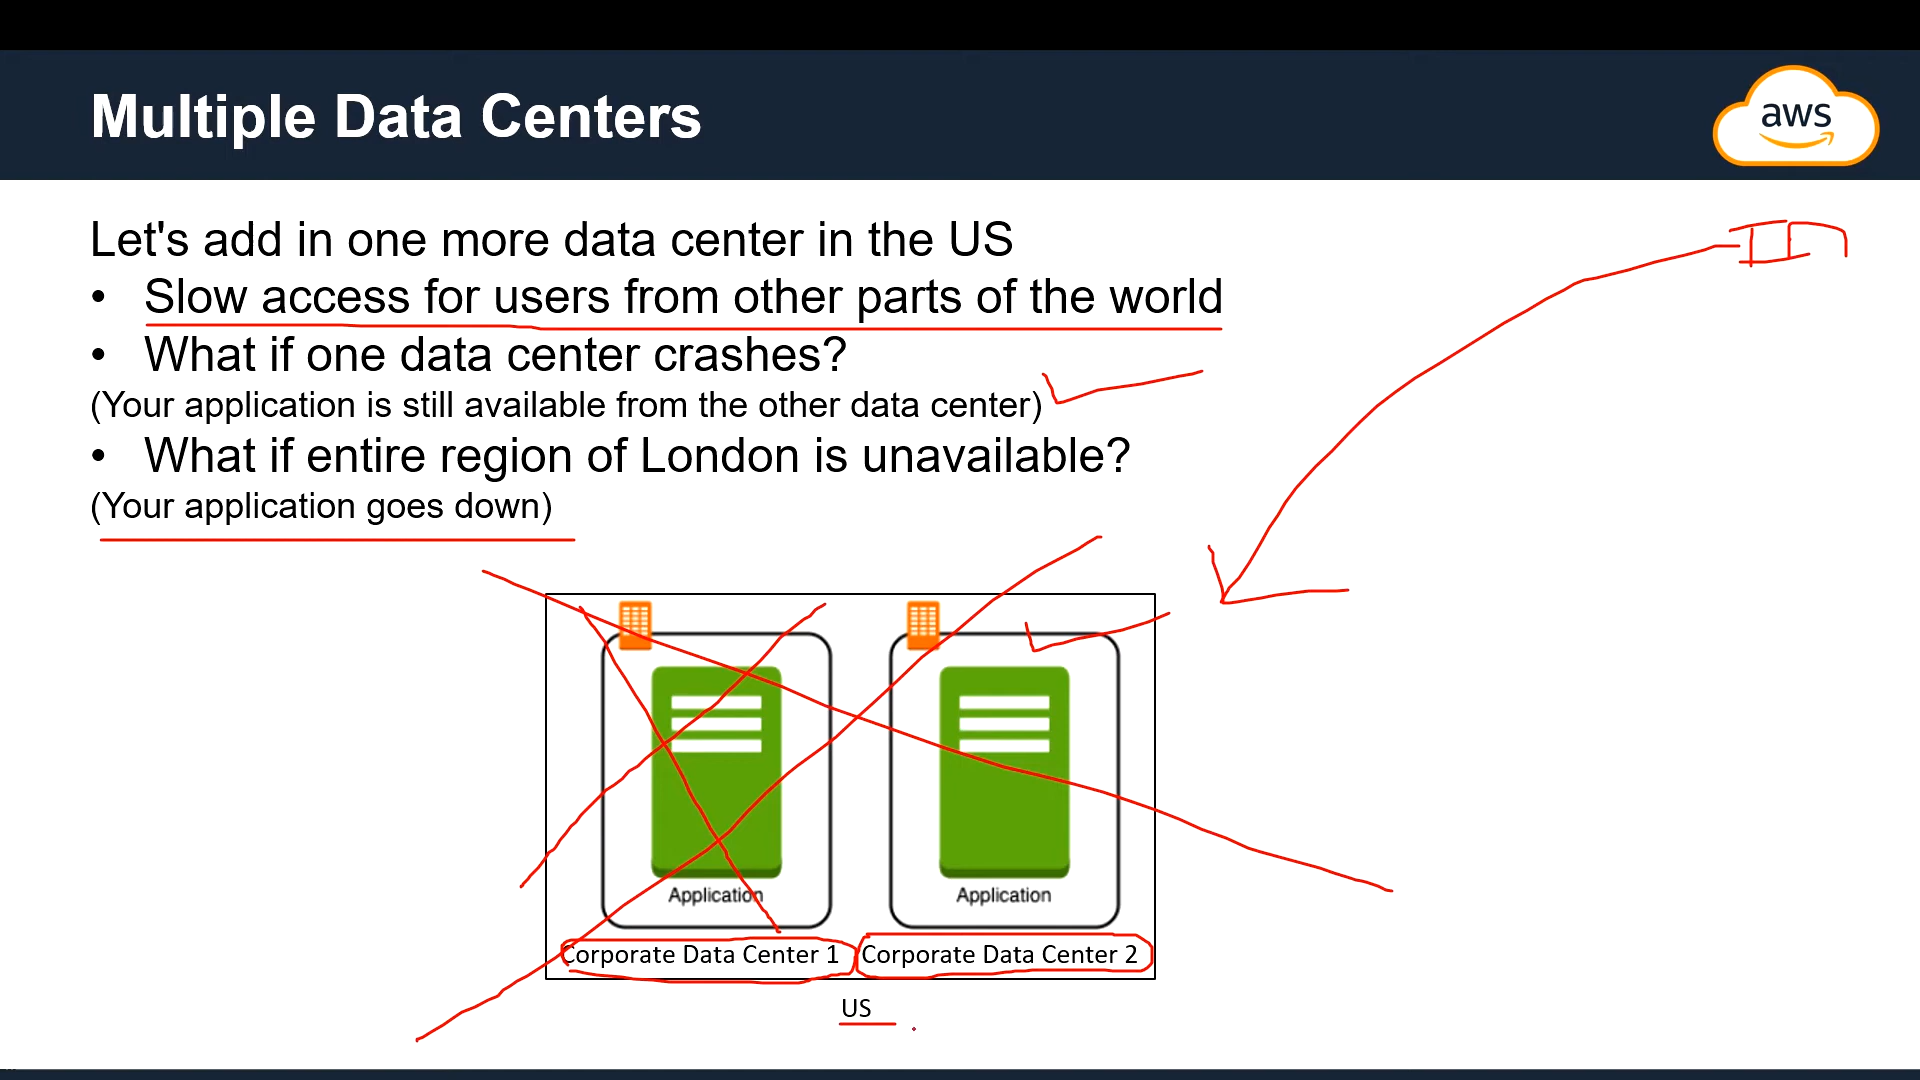 Multiple Data Centers
aws
Let's add in one more data center in the US
• Slow access for users from other parts of the world
• What if one data center crashes?
(Your application is still available from the other data center)
• What if entire region of London is unavailable?
(Your application goes down)
Application
Application
Corporate Data Center 1
Corporate Data Center 2
US